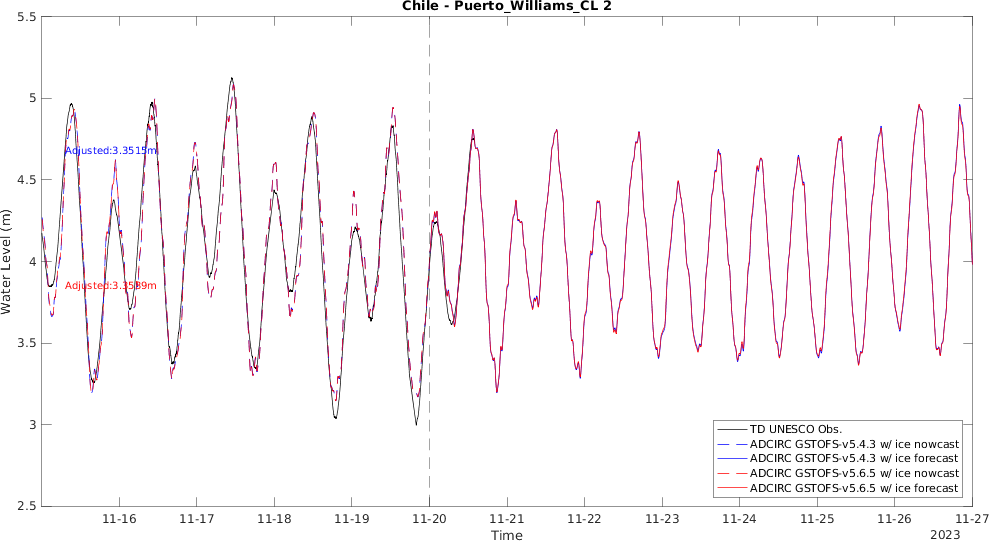 Chile - Puerto_Williams_CL 2
5.5
5
4.5
4
3.5
3
2.5
Water Level (m)
Adjusted:3.3515m
Adjusted:3.3589m
TD UNESCO Obs.
ADCIRC GSTOFS-v5.4.3 w/ ice nowcast
ADCIRC GSTOFS-v5.4.3 w/ ice forecast
ADCIRC GSTOFS-v5.6.5 w/ ice nowcast
ADCIRC GSTOFS-v5.6.5 w/ ice forecast
11-16 11-17 11-18 11-19 11-20 11-21 11-22 11-23 11-24 11-25 11-26 11-27
Time
2023